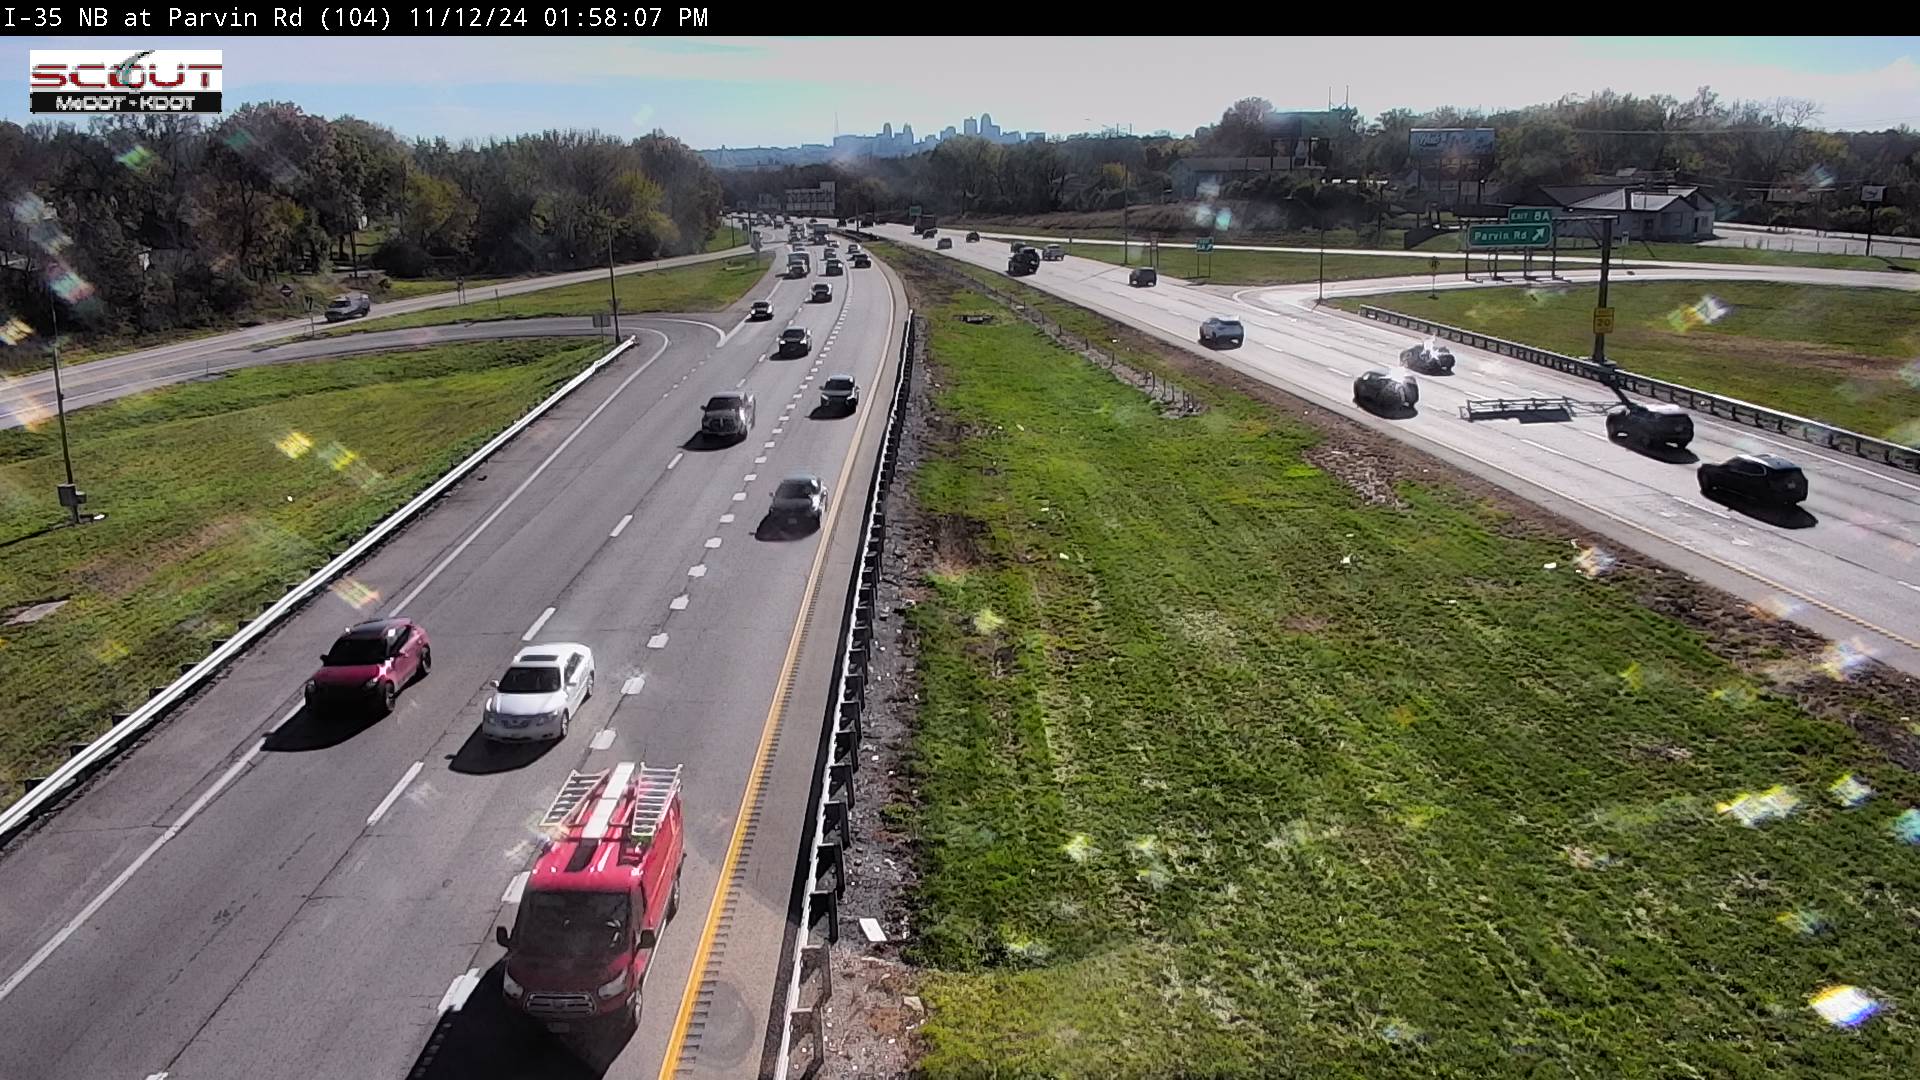 I-35 NB at Parvin Rd (104) 11/12/24 01:58:07 PM
SCOUT
MoDOT - KDOT
EXIT 8A
Parvin Rd